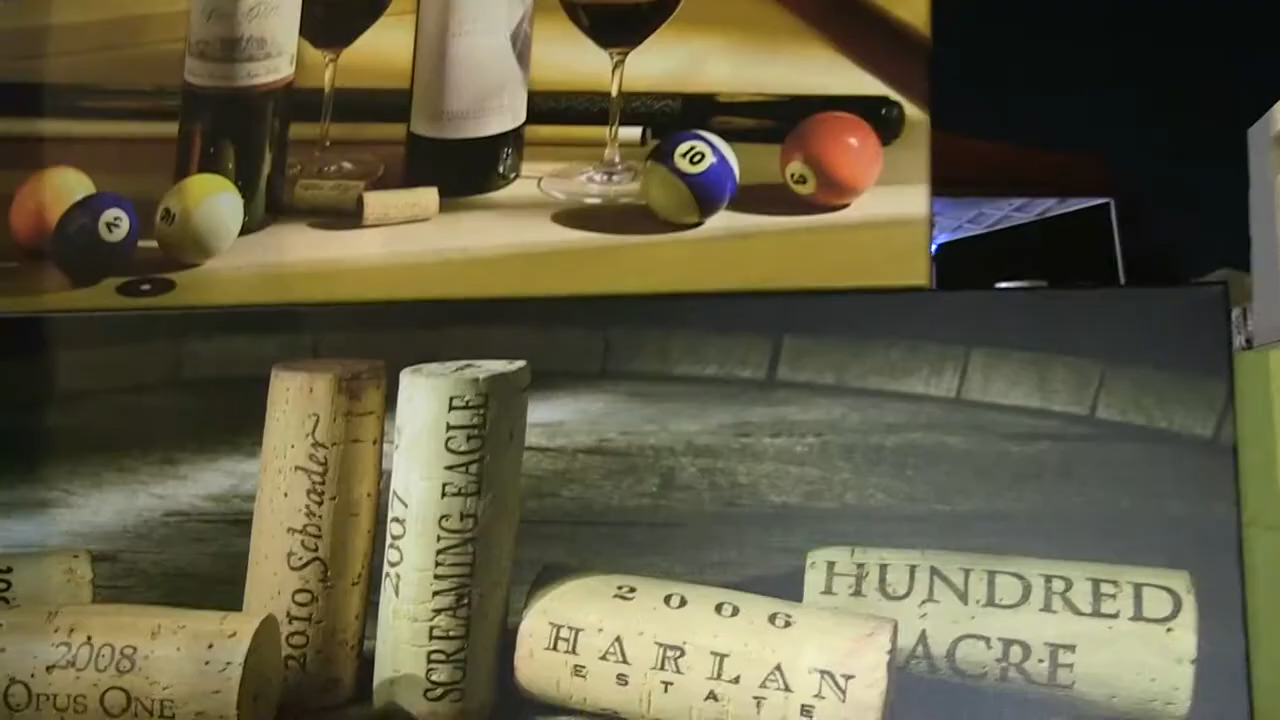 10
2010 Schrader
2007
SCREAMING EAGLE
2008
OPUS ONE
2006
HARLAN
ESTATE
HUNDRED
ACRE